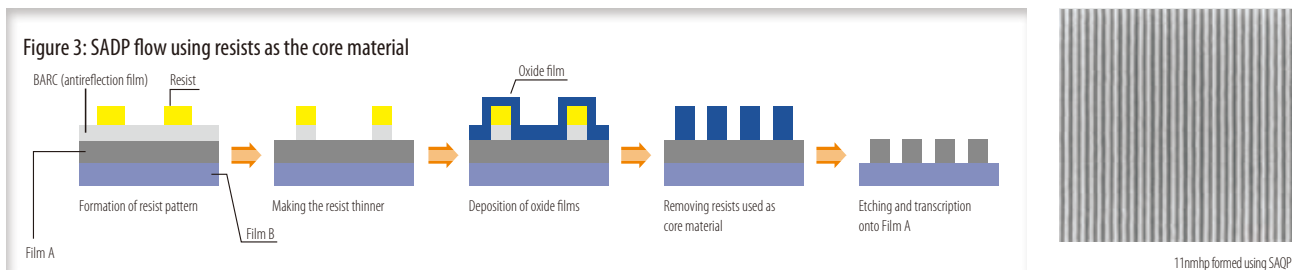 Figure 3: SADP flow using resists as the core material
BARC (antireflection film)
Resist
Oxide film
Formation of resist pattern
Making the resist thinner
Deposition of oxide films
Removing resists used as
core material
Etching and transcription
onto Film A
Film B
Film A
11nmhp formed using SAQP